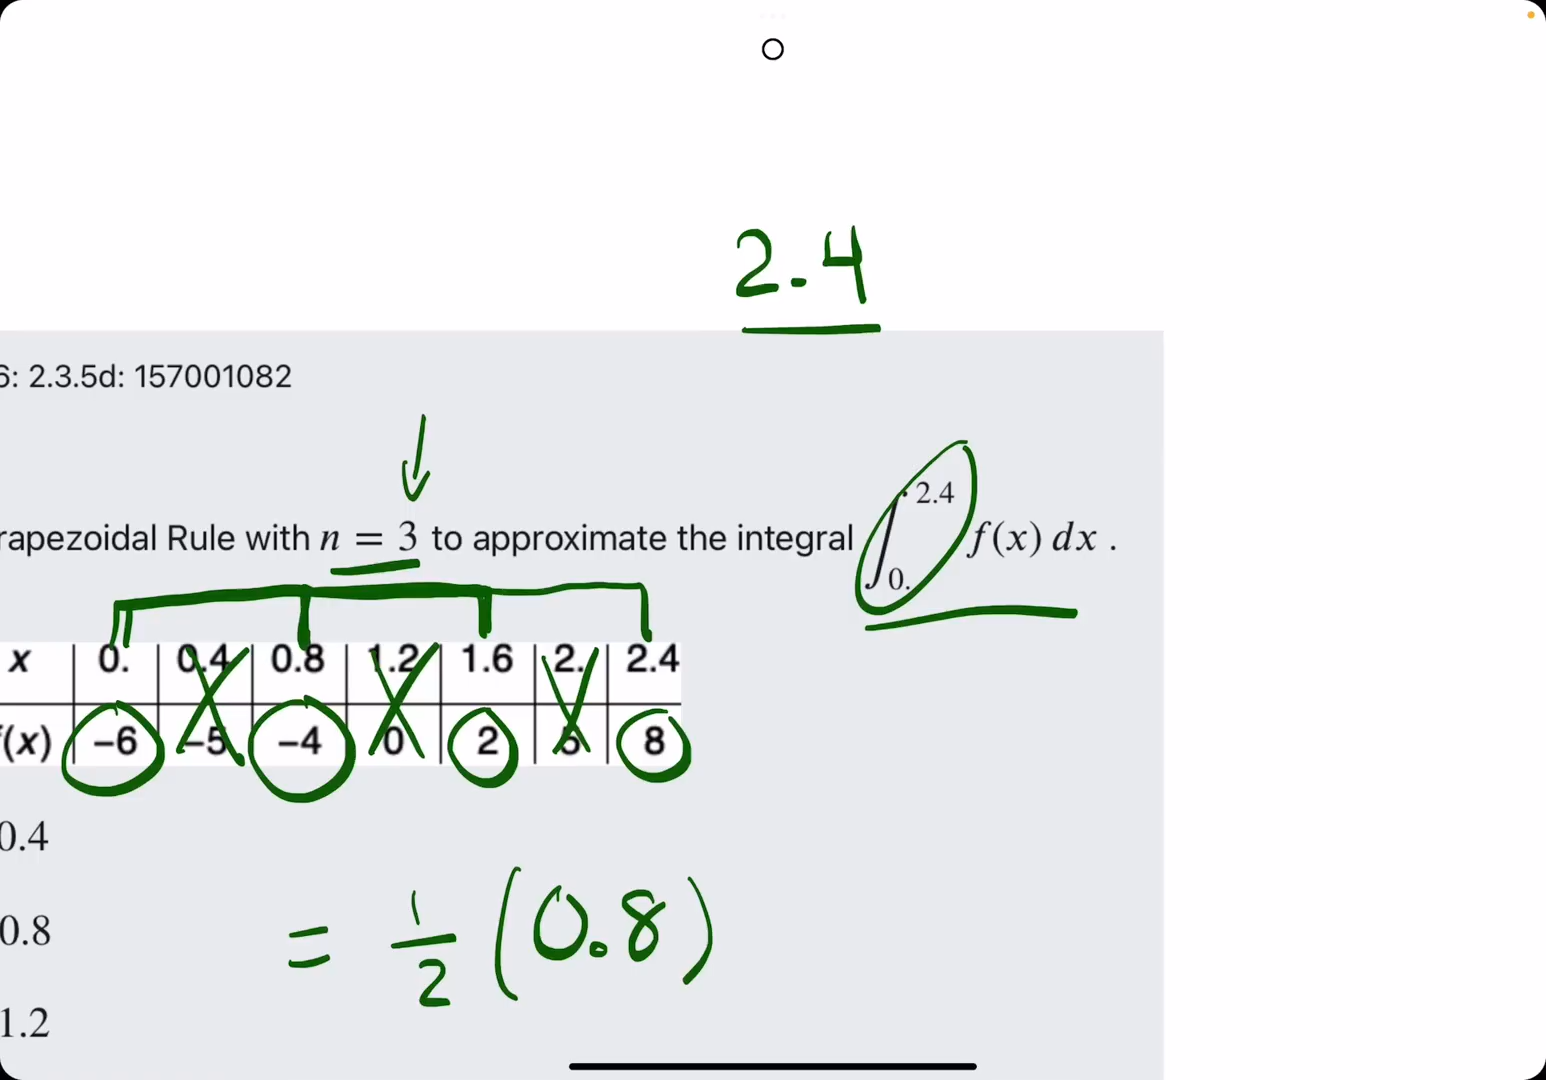 2.4
6: 2.3.5d: 157001082
rapezoidal Rule with n = 3 to approximate the integral ∫₀.^2.4 f(x) dx .
x 0. 0.4 0.8 1.2 1.6 2. 2.4
f(x) −6 −5 −4 0 2 8
0.4
0.8
1.2
= 1/2 (0.8)